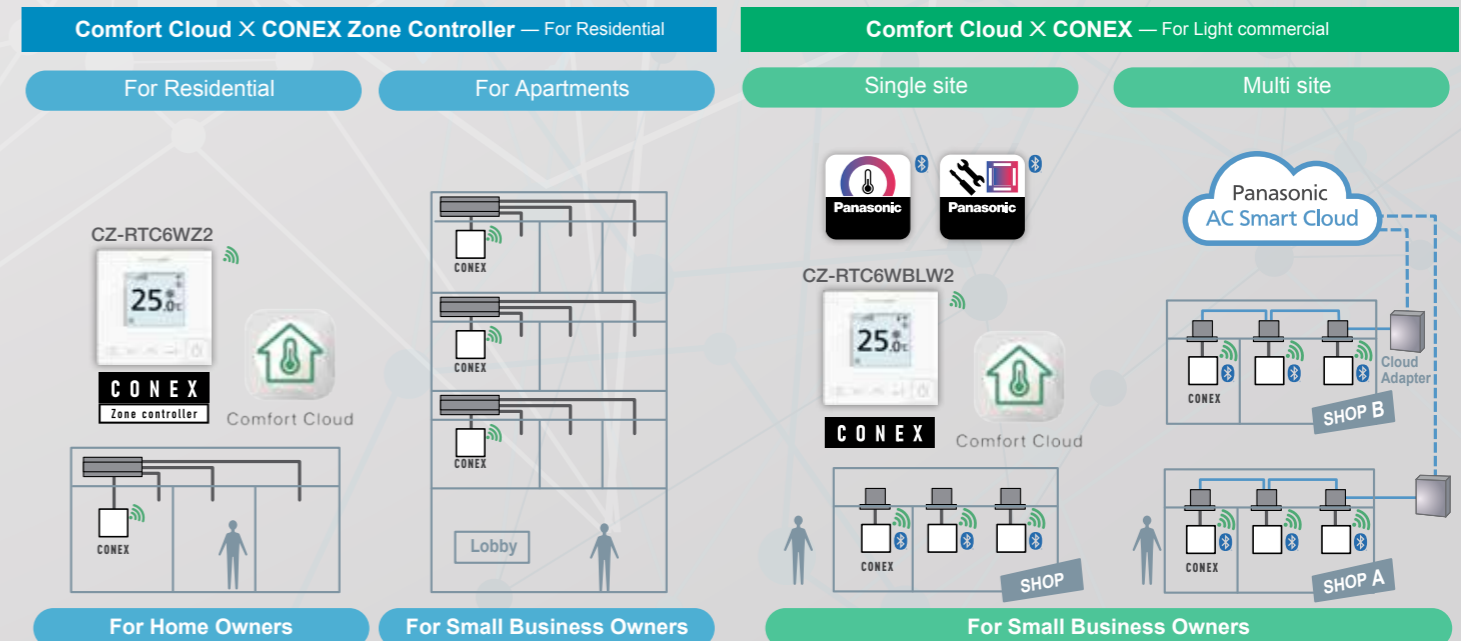 Comfort Cloud X CONEX Zone Controller — For Residential
For Residential
For Apartments
CZ-RTC6WZ2
25.0℃
CONEX
Zone controller
Comfort Cloud
CONEX
For Home Owners
CONEX
CONEX
CONEX
Lobby
For Small Business Owners
Comfort Cloud X CONEX — For Light commercial
Single site
Multi site
Panasonic
Panasonic
CZ-RTC6WBLW2
25.0℃
CONEX
Comfort Cloud
CONEX
SHOP
Panasonic
AC Smart Cloud
Cloud
Adapter
CONEX
SHOP B
CONEX
SHOP A
For Small Business Owners